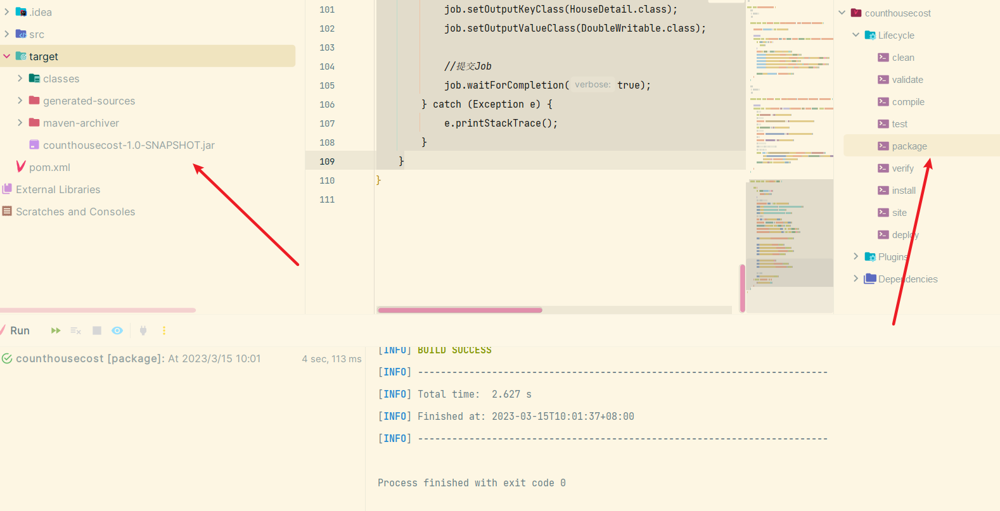 .idea
src
target
classes
generated-sources
maven-archiver
counthousecost-1.0-SNAPSHOT.jar
pom.xml
External Libraries
Scratches and Consoles
101 job.setOutputKeyClass(HouseDetail.class);
102 job.setOutputValueClass(DoubleWritable.class);
103
104 //提交Job
105 job.waitForCompletion( verbose: true);
106 } catch (Exception e) {
107 e.printStackTrace();
108 }
109 }
110 }
111
counthousecost
Lifecycle
clean
validate
compile
test
package
verify
install
site
deploy
Plugins
Dependencies
Run
counthousecost [package]: At 2023/3/15 10:01 4 sec, 113 ms
[INFO] BUILD SUCCESS
[INFO] ------------------------------------------------------------------------
[INFO] Total time:  2.627 s
[INFO] Finished at: 2023-03-15T10:01:37+08:00
[INFO] ------------------------------------------------------------------------
Process finished with exit code 0